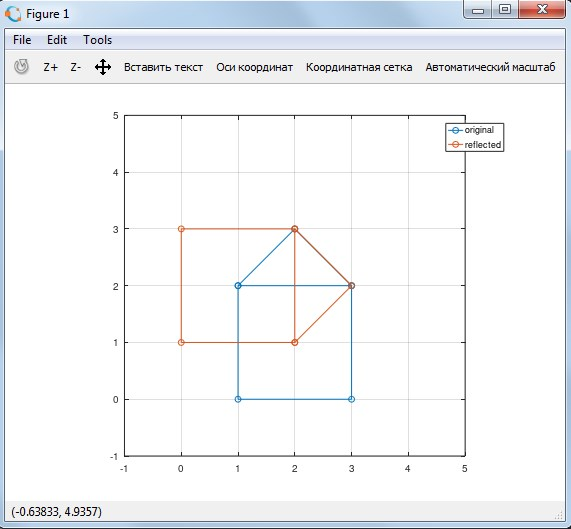 Figure 1
File Edit Tools
Z+ Z- Вставить текст Оси координат Координатная сетка Автоматический масштаб
original
reflected
5
4
3
2
1
0
-1
-1 0 1 2 3 4 5
(-0.63833, 4.9357)